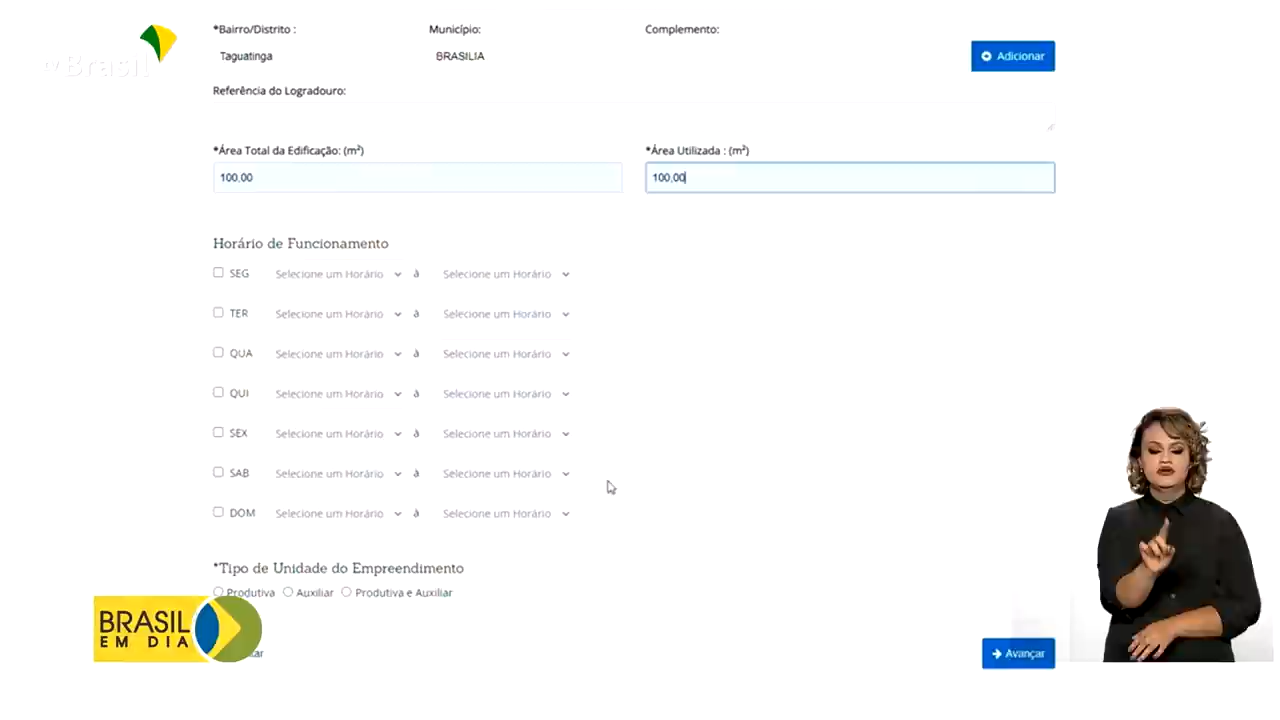 *Bairro/Distrito : Município: Complemento:
Taguatinga BRASILIA
Adicionar
tvBrasil
Referência do Logradouro:
*Área Total da Edificação: (m²) *Área Utilizada : (m²)
100,00 100,00
Horário de Funcionamento
SEG Selecione um Horário à Selecione um Horário
TER Selecione um Horário à Selecione um Horário
QUA Selecione um Horário à Selecione um Horário
QUI Selecione um Horário à Selecione um Horário
SEX Selecione um Horário à Selecione um Horário
SAB Selecione um Horário à Selecione um Horário
DOM Selecione um Horário à Selecione um Horário
*Tipo de Unidade do Empreendimento
Produtiva Auxiliar Produtiva e Auxiliar
BRASIL
EM DIA
Avançar